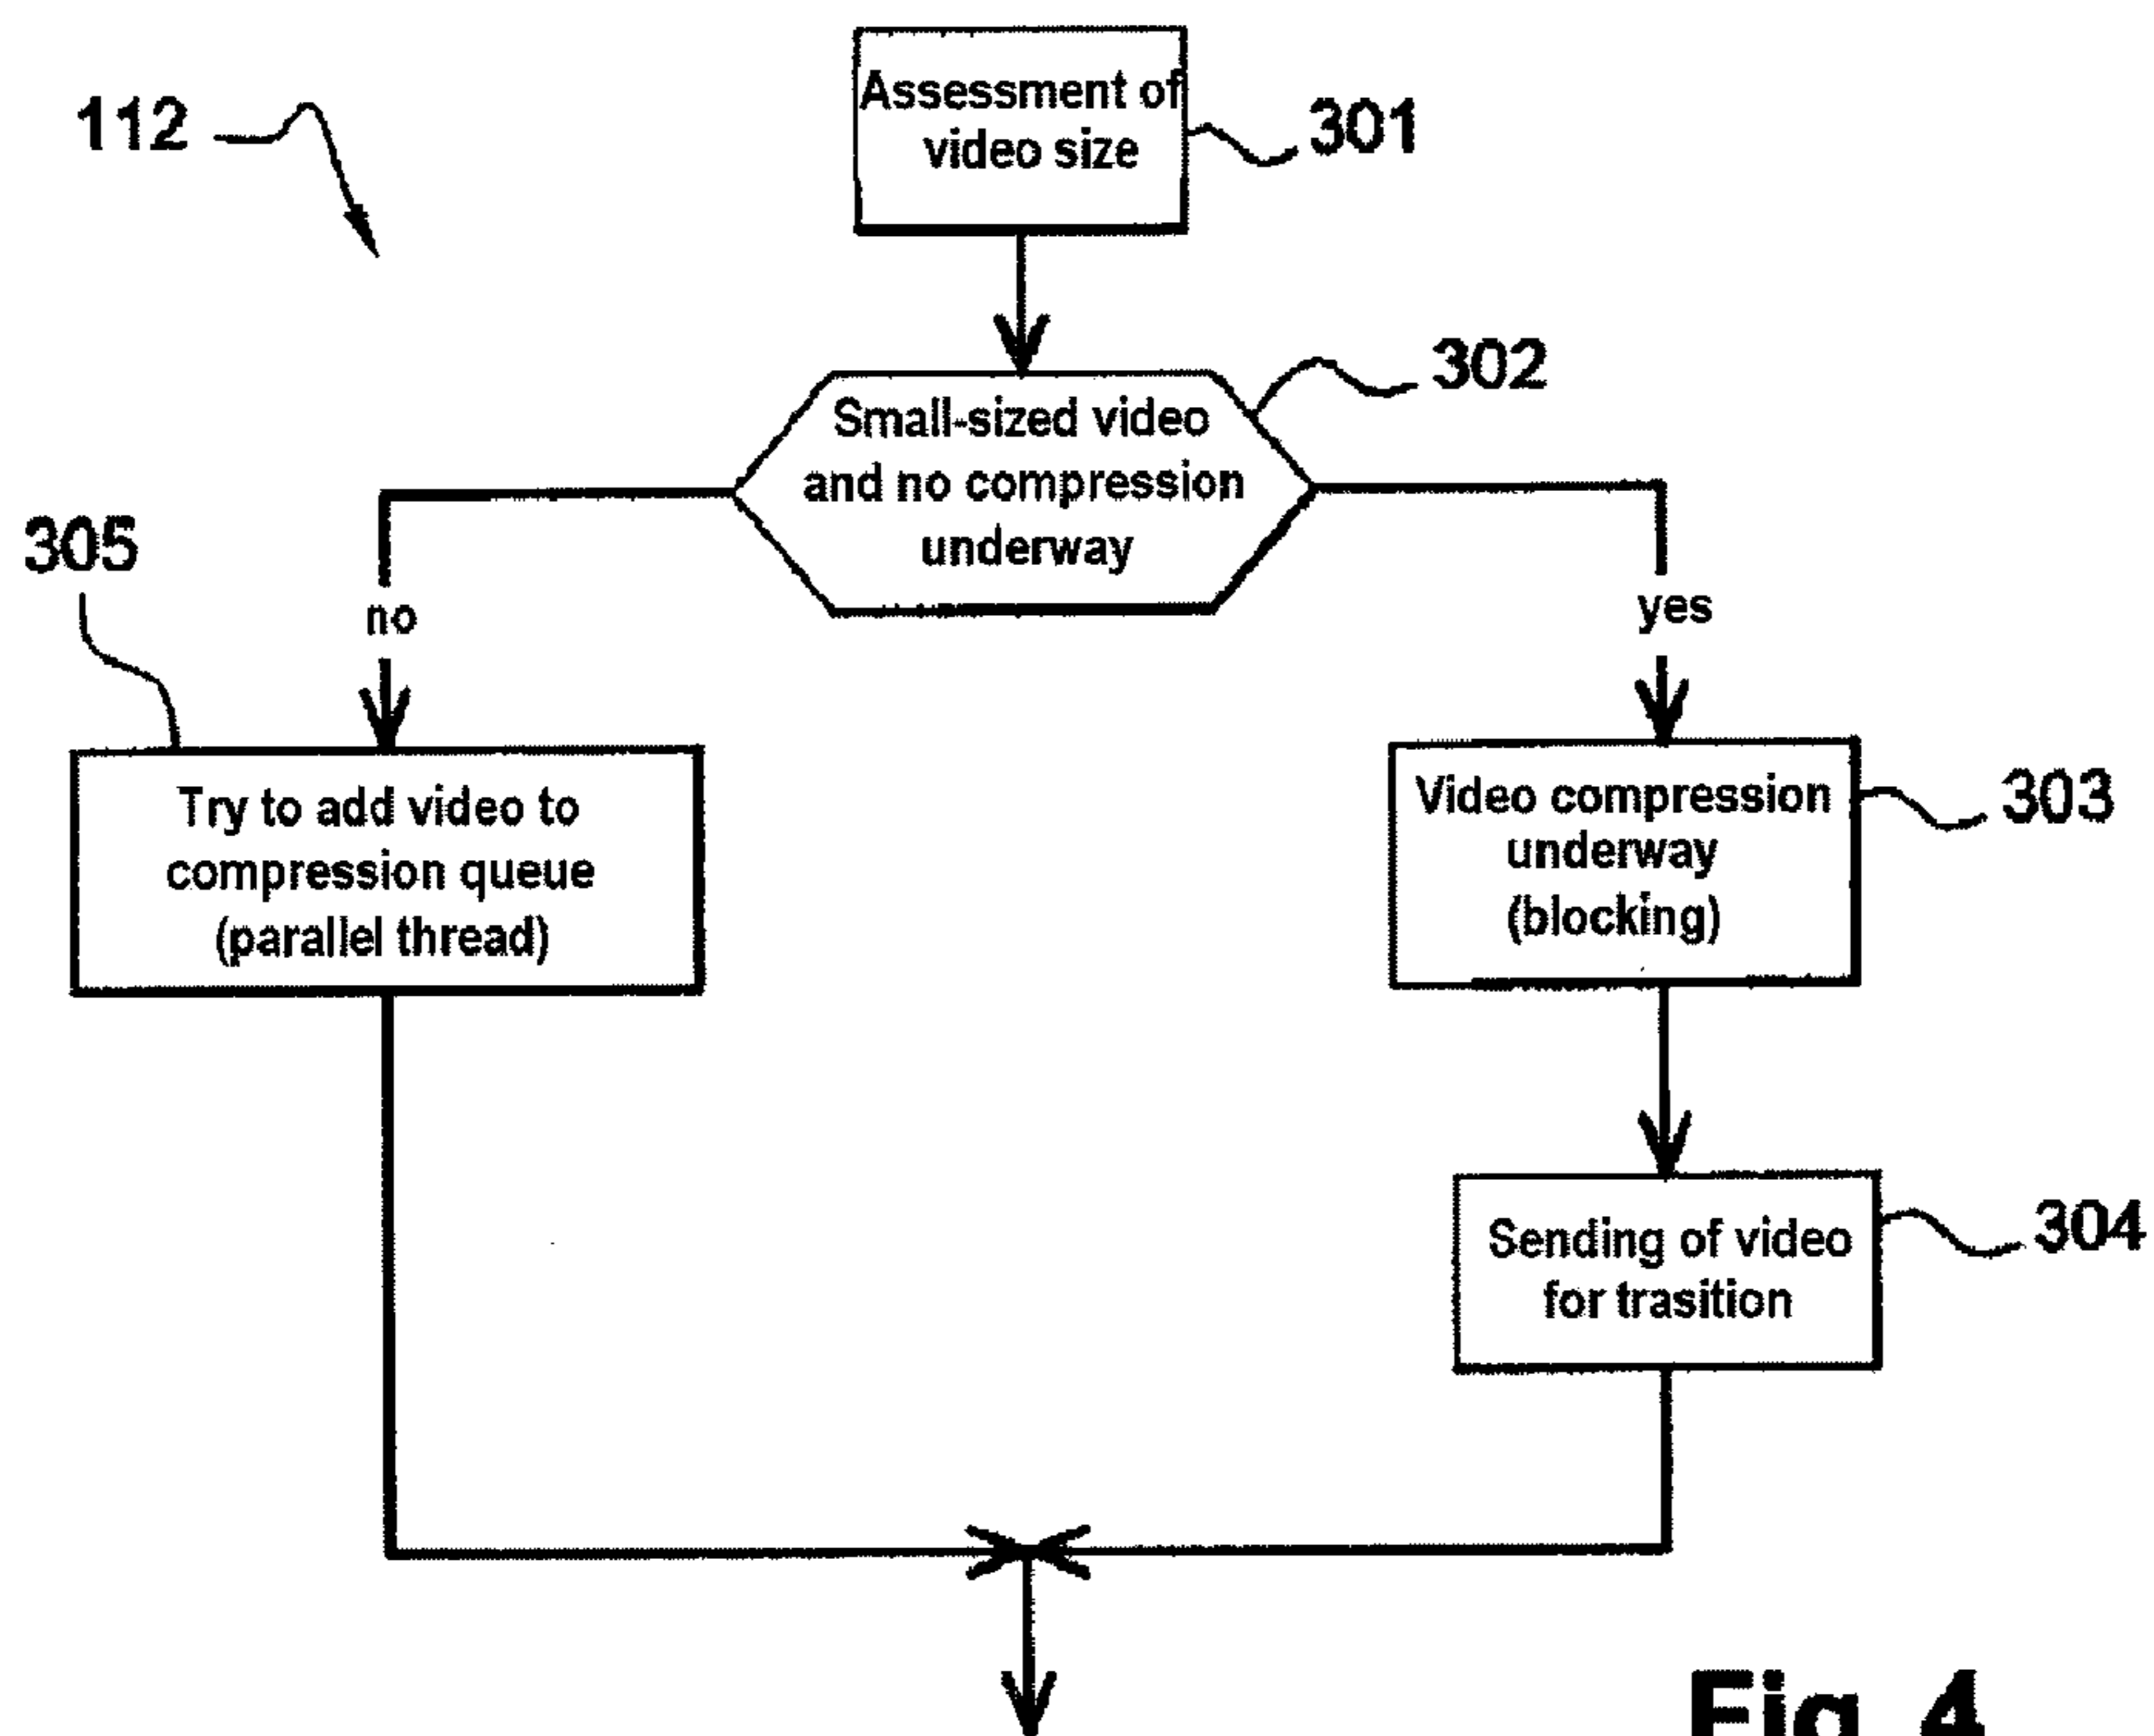 112
Assessment of
video size
301
302
Small-sized video
and no compression
underway
305
no
yes
Try to add video to
compression queue
(parallel thread)
Video compression
underway
(blocking)
303
Sending of video
for trasition
304
Fig. 4